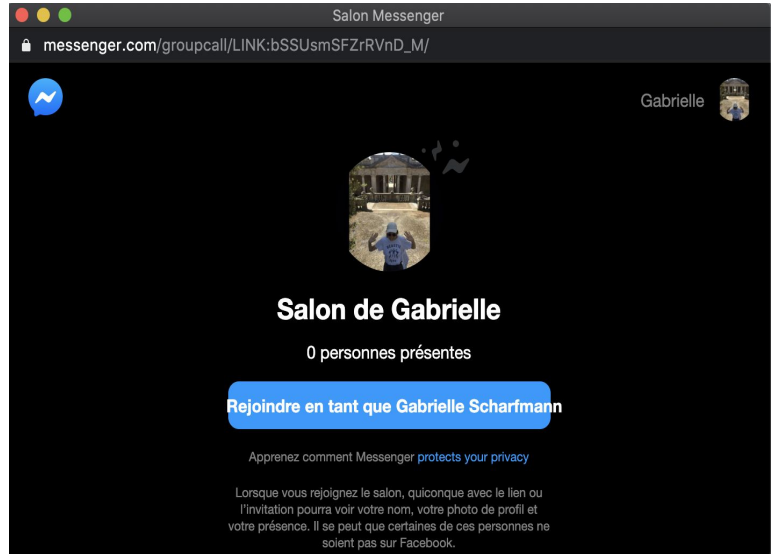 Salon Messenger
messenger.com/groupcall/LINK:bSSUsmSFZrRVnD_M/
Gabrielle
Salon de Gabrielle
0 personnes présentes
Rejoindre en tant que Gabrielle Scharfmann
Apprenez comment Messenger protects your privacy
Lorsque vous rejoignez le salon, quiconque avec le lien ou
l'invitation pourra voir votre nom, votre photo de profil et
votre présence. Il se peut que certaines de ces personnes ne
soient pas sur Facebook.